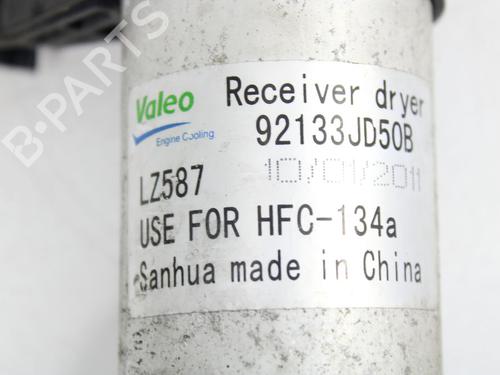 Valeo
Engine Cooling
Receiver dryer
92133JD50B
LZ587
10/01/2011
USE FOR HFC-134a
Sanhua made in China
B-PARTS